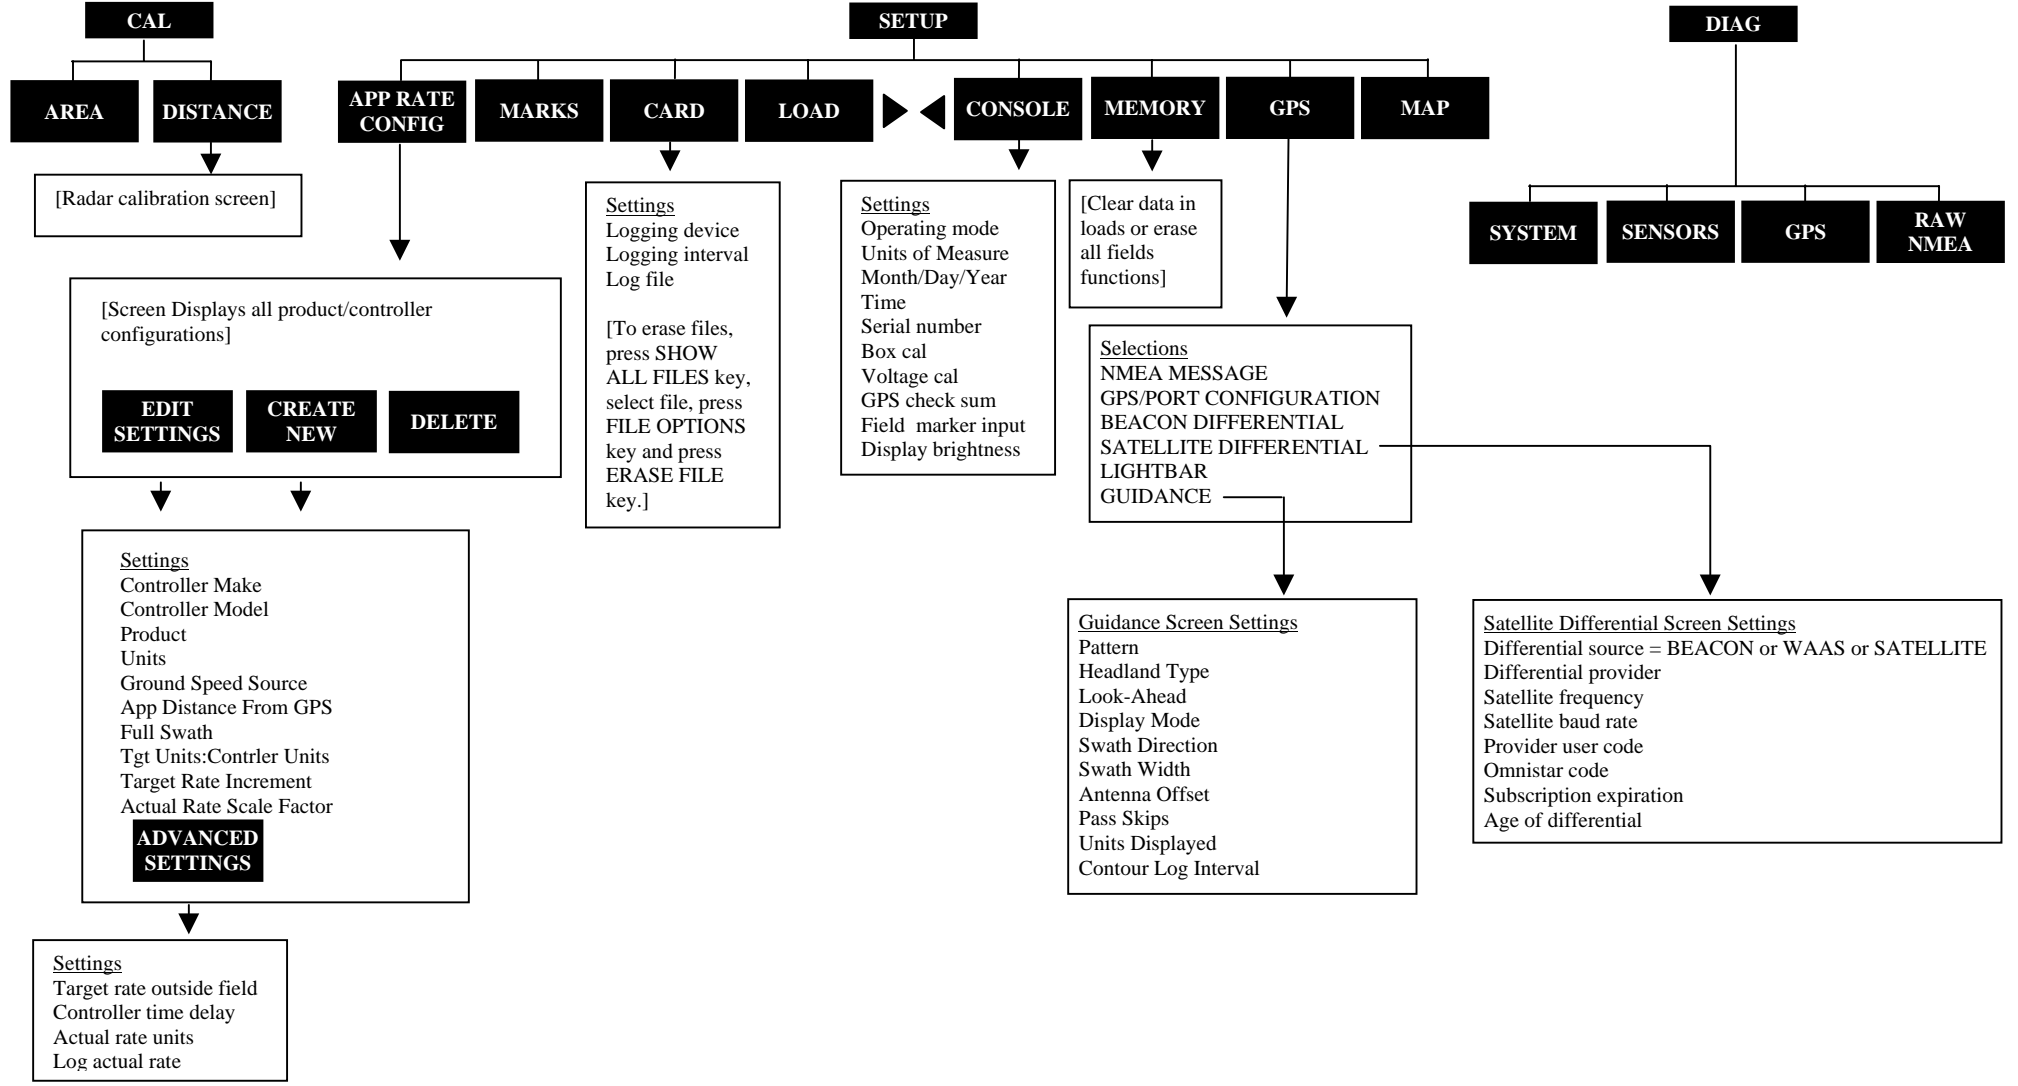 CAL
SETUP
DIAG
AREA
DISTANCE
APP RATE
CONFIG
MARKS
CARD
LOAD
CONSOLE
MEMORY
GPS
MAP
[Radar calibration screen]
[Screen Displays all product/controller
configurations]
EDIT
SETTINGS
CREATE
NEW
DELETE
Settings
Controller Make
Controller Model
Product
Units
Ground Speed Source
App Distance From GPS
Full Swath
Tgt Units:Contrler Units
Target Rate Increment
Actual Rate Scale Factor
ADVANCED
SETTINGS
Settings
Target rate outside field
Controller time delay
Actual rate units
Log actual rate
Settings
Logging device
Logging interval
Log file
[To erase files,
press SHOW
ALL FILES key,
select file, press
FILE OPTIONS
key and press
ERASE FILE
key.]
Settings
Operating mode
Units of Measure
Month/Day/Year
Time
Serial number
Box cal
Voltage cal
GPS check sum
Field marker input
Display brightness
[Clear data in
loads or erase
all fields
functions]
Selections
NMEA MESSAGE
GPS/PORT CONFIGURATION
BEACON DIFFERENTIAL
SATELLITE DIFFERENTIAL
LIGHTBAR
GUIDANCE
Guidance Screen Settings
Pattern
Headland Type
Look-Ahead
Display Mode
Swath Direction
Swath Width
Antenna Offset
Pass Skips
Units Displayed
Contour Log Interval
SYSTEM
SENSORS
GPS
RAW
NMEA
Satellite Differential Screen Settings
Differential source = BEACON or WAAS or SATELLITE
Differential provider
Satellite frequency
Satellite baud rate
Provider user code
Omnistar code
Subscription expiration
Age of differential